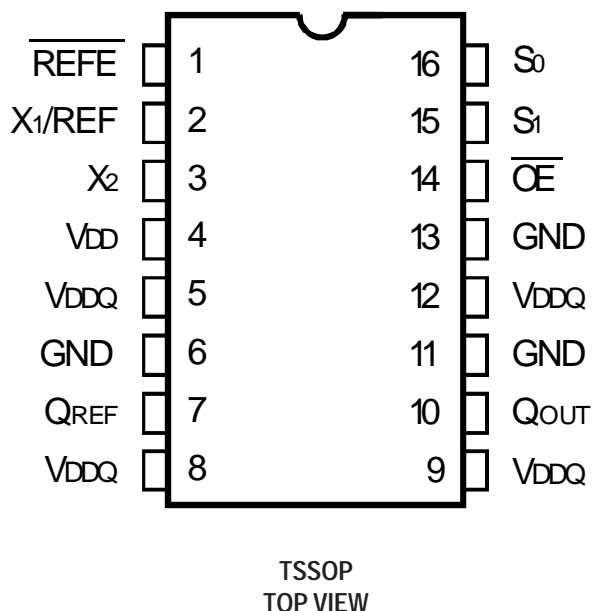 REFE 1 16 S0
X1/REF 2 15 S1
X2 3 14 OE
VDD 4 13 GND
VDDQ 5 12 VDDQ
GND 6 11 GND
QREF 7 10 QOUT
VDDQ 8 9 VDDQ
TSSOP
TOP VIEW